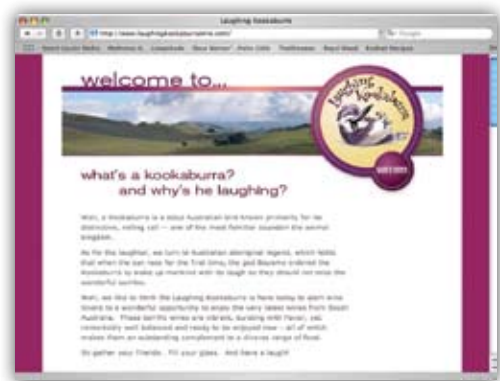 Laughing Kookaburra
Google
welcome to...
laughing kookaburra
what's a kookaburra?
and why's he laughing?
Well, a kookaburra is a stout Australian bird known primarily for its
distinctive, rolling call — one of the most familiar sounds in the animal
kingdom.
As for the laughter, we turn to Australian aboriginal legend, which holds
that when the sun rose for the first time, the god Bayame ordered the
Kookaburra to wake up mankind with its laugh so they should not miss the
wonderful sunrise.
Well, we like to think the Laughing Kookaburra is here today to alert wine
lovers to a wonderful opportunity to enjoy the very latest wines from South
Australia. These terrific wines are vibrant, bursting with flavor, yet
remarkably well balanced and ready to be enjoyed now – all of which
makes them an outstanding complement to a diverse range of food.
So gather your friends. Fill your glass. And have a laugh!